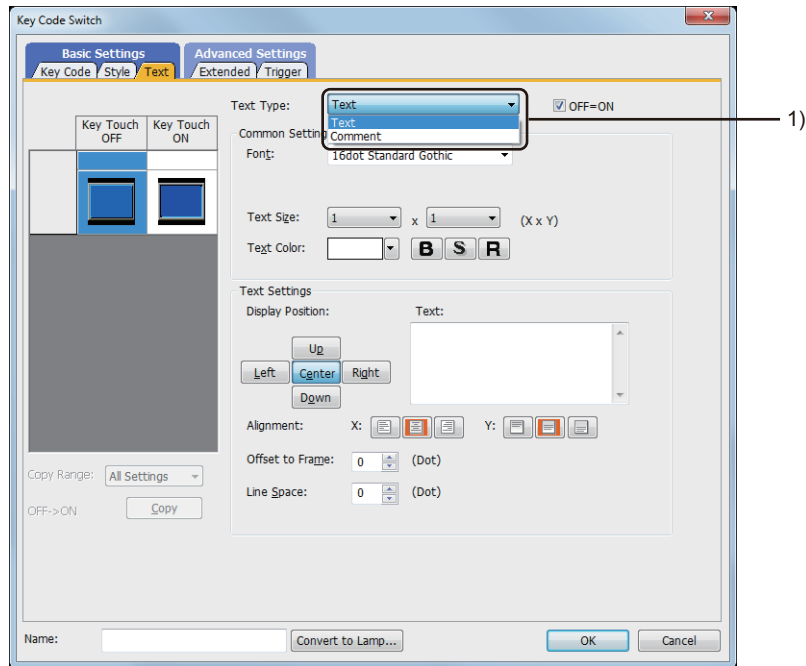 Key Code Switch
Basic Settings Advanced Settings
Key Code Style Text Extended Trigger
Text Type: Text OFF=ON
Text
Comment
1)
Key Touch OFF
Key Touch ON
Common Setting
Font: 16dot Standard Gothic
Text Size: 1 x 1 (X x Y)
Text Color: B S R
Text Settings
Display Position: Text:
Up
Left Center Right
Down
Alignment: X: Y:
Offset to Frame: 0 (Dot)
Line Space: 0 (Dot)
Copy Range: All Settings
OFF->ON Copy
Name: Convert to Lamp... OK Cancel